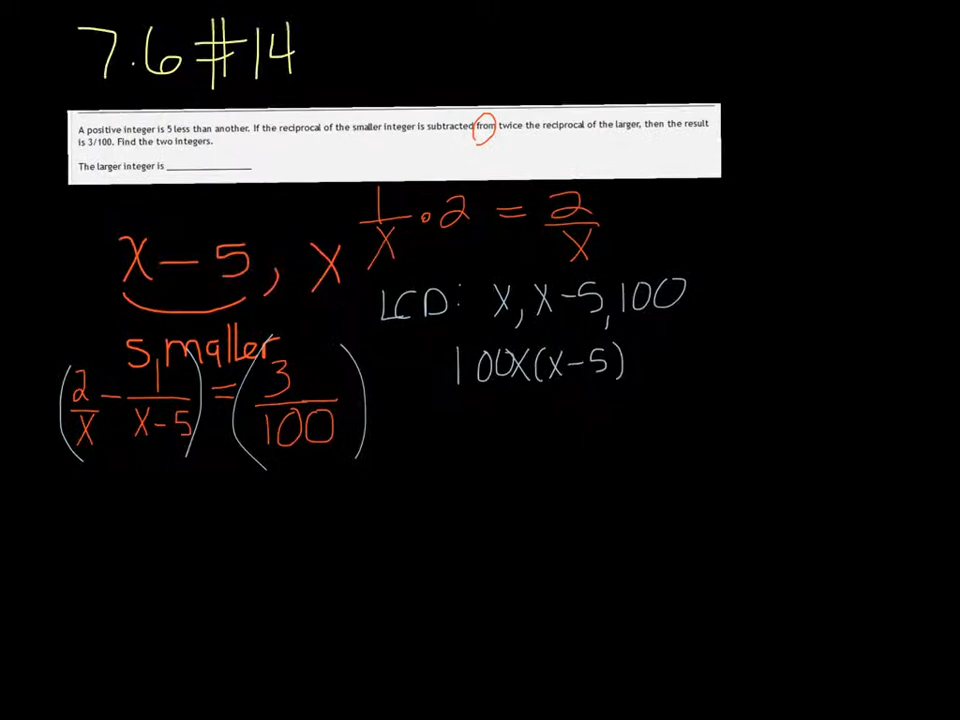 7.6 #14
A positive integer is 5 less than another. If the reciprocal of the smaller integer is subtracted from twice the reciprocal of the larger, then the result
is 3/100. Find the two integers.
The larger integer is ____________
1/x • 2 = 2/x
x - 5, x
LCD: x, x-5, 100
smaller
100x(x-5)
(2/x - 1/x-5) = (3/100)